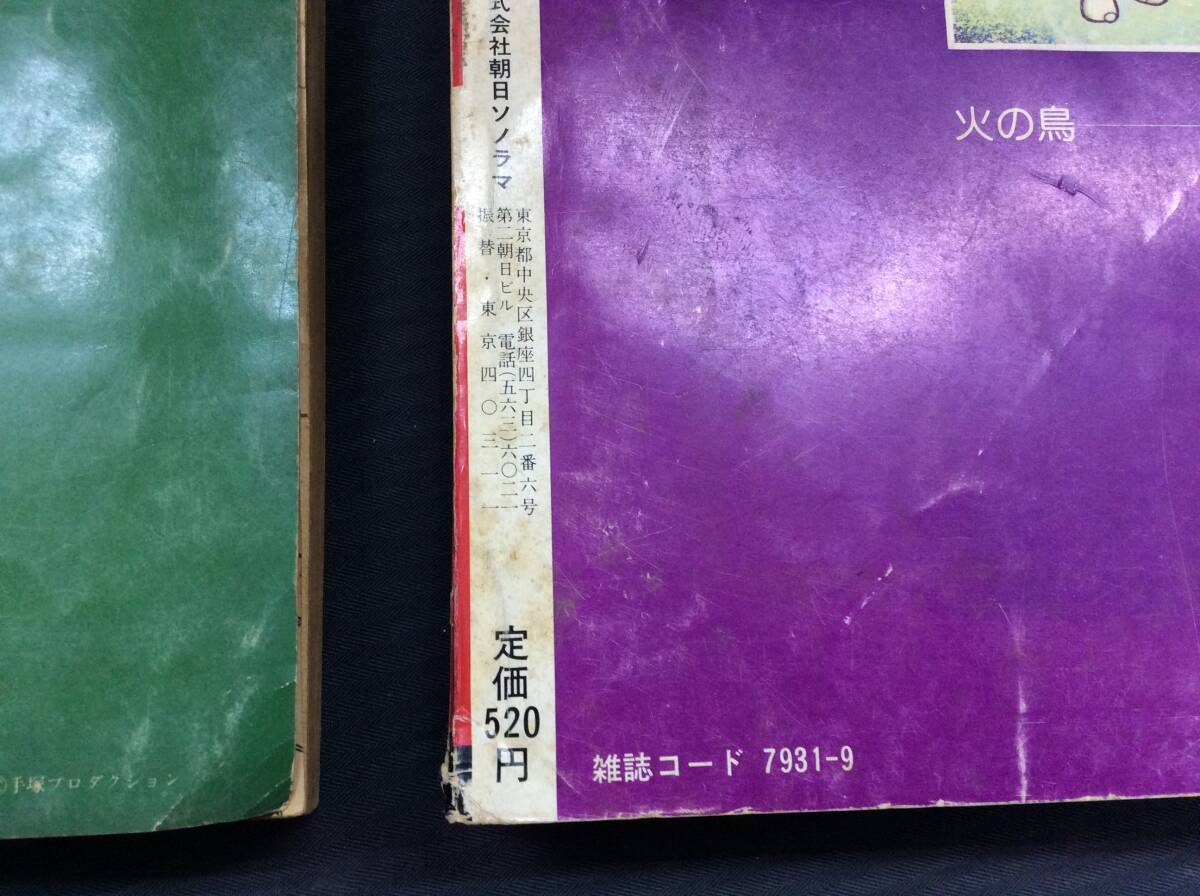 火の鳥
式会社朝日ソノラマ
東京都中央区銀座四丁目二番六号
第二朝日ビル 電話(五六三)六〇二一
振替・東京四〇三一一
定価
520
円
雑誌コード 7931-9
手塚プロダクション